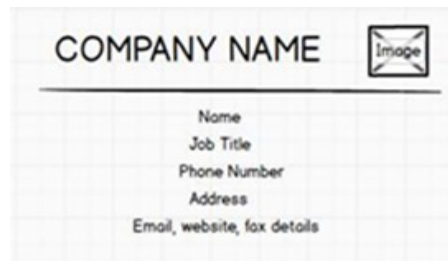 COMPANY NAME
Image
Name
Job Title
Phone Number
Address
Email, website, fax details